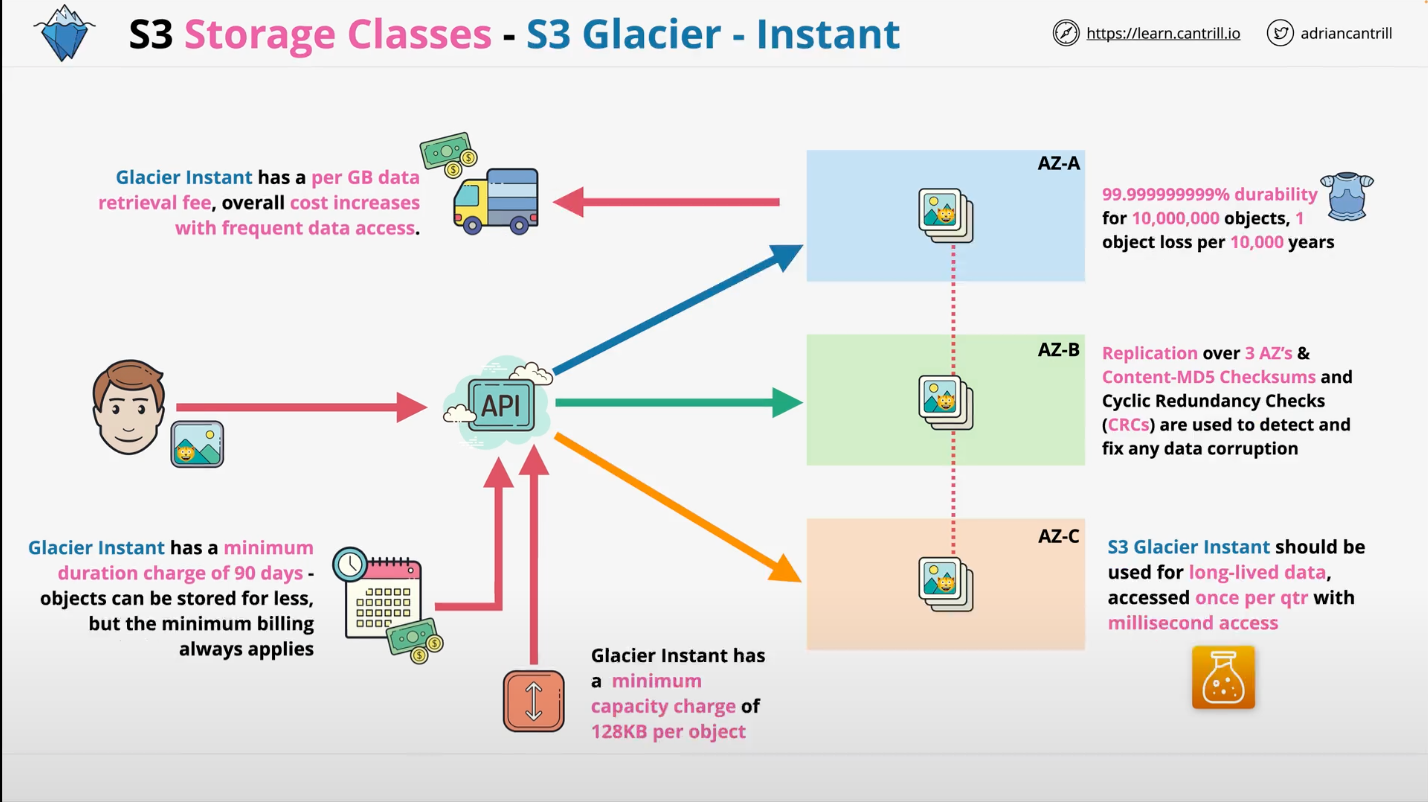 S3 Storage Classes - S3 Glacier - Instant
https://learn.cantrill.io
adriancantrill
Glacier Instant has a per GB data
retrieval fee, overall cost increases
with frequent data access.
AZ-A
99.999999999% durability
for 10,000,000 objects, 1
object loss per 10,000 years
API
AZ-B
Replication over 3 AZ's &
Content-MD5 Checksums and
Cyclic Redundancy Checks
(CRCs) are used to detect and
fix any data corruption
Glacier Instant has a minimum
duration charge of 90 days -
objects can be stored for less,
but the minimum billing
always applies
Glacier Instant has
a minimum
capacity charge of
128KB per object
AZ-C
S3 Glacier Instant should be
used for long-lived data,
accessed once per qtr with
millisecond access